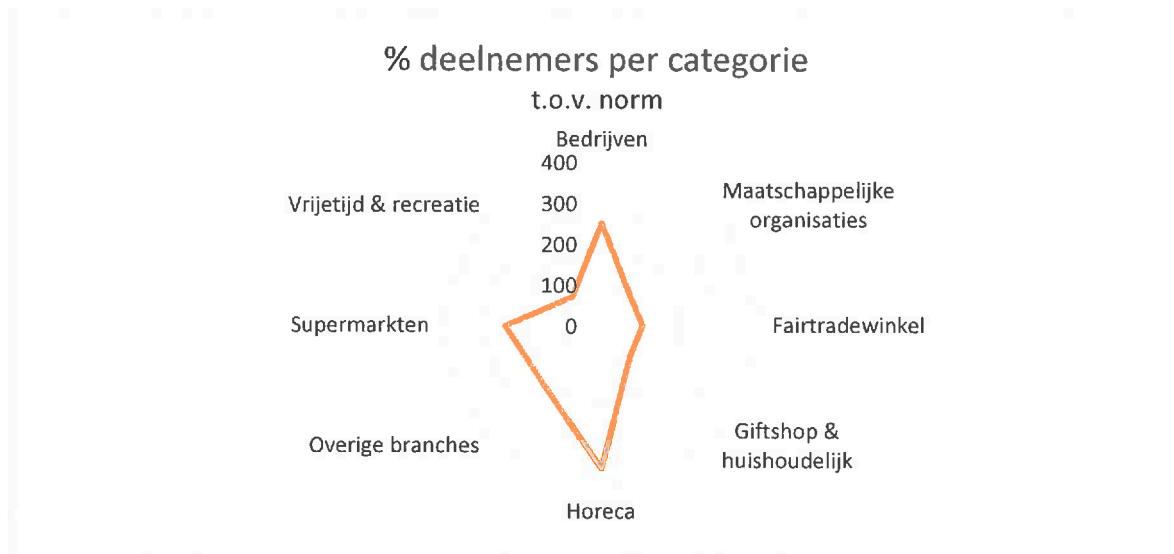 % deelnemers per categorie
t.o.v. norm
Bedrijven
400
300
200
100
0
Maatschappelijke
organisaties
Fairtradewinkel
Giftshop &
huishoudelijk
Horeca
Overige branches
Supermarkten
Vrijetijd & recreatie